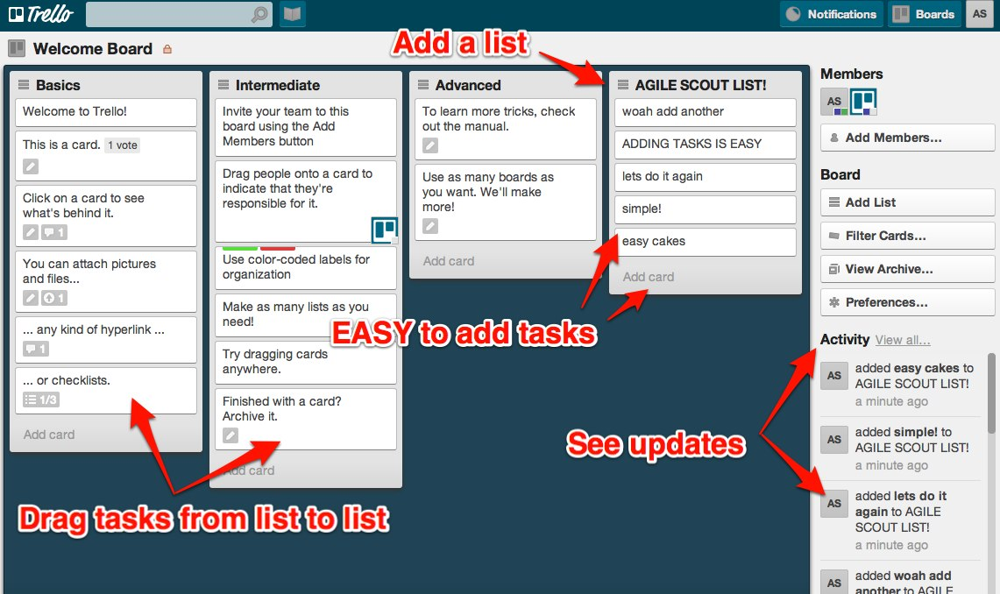 Trello
Notifications
Boards
AS
Welcome Board
Add a list
Basics
Welcome to Trello!
This is a card. 1 vote
Click on a card to see
what's behind it.
1
You can attach pictures
and files...
1
... any kind of hyperlink ...
1
... or checklists.
1/3
Add card
Intermediate
Invite your team to this
board using the Add
Members button
Drag people onto a card to
indicate that they're
responsible for it.
Use color-coded labels for
organization
Make as many lists as you
need!
Try dragging cards
anywhere.
Finished with a card?
Archive it.
Add card
Advanced
To learn more tricks, check
out the manual.
Use as many boards as
you want. We'll make
more!
Add card
AGILE SCOUT LIST!
woah add another
ADDING TASKS IS EASY
lets do it again
simple!
easy cakes
Add card
EASY to add tasks
Drag tasks from list to list
See updates
Members
AS
Add Members...
Board
Add List
Filter Cards...
View Archive...
Preferences...
Activity View all...
AS
added easy cakes to
AGILE SCOUT LIST!
a minute ago
AS
added simple! to
AGILE SCOUT LIST!
a minute ago
AS
added lets do it
again to AGILE
SCOUT LIST!
a minute ago
AS
added woah add
another to AGILE